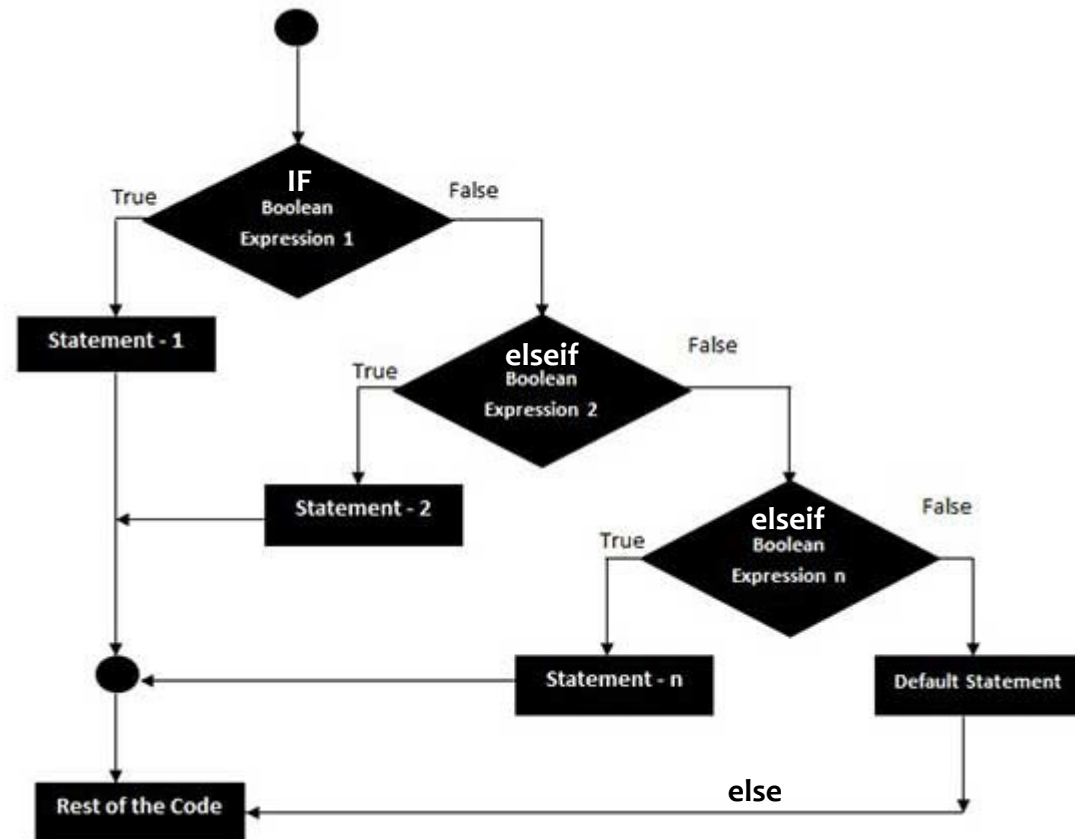 IF
Boolean
Expression 1
True
False
Statement - 1
elseif
Boolean
Expression 2
True
False
Statement - 2
elseif
Boolean
Expression n
True
False
Statement - n
Default Statement
else
Rest of the Code